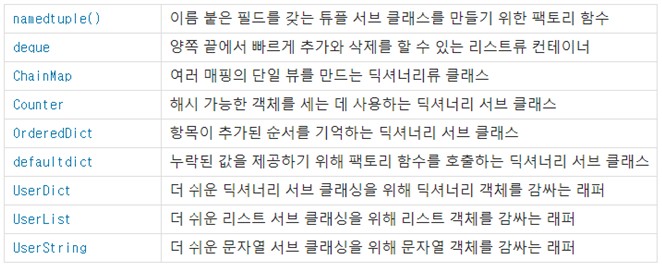 namedtuple() 이름 붙은 필드를 갖는 튜플 서브 클래스를 만들기 위한 팩토리 함수
deque 양쪽 끝에서 빠르게 추가와 삭제를 할 수 있는 리스트류 컨테이너
ChainMap 여러 매핑의 단일 뷰를 만드는 딕셔너리류 클래스
Counter 해시 가능한 객체를 세는 데 사용하는 딕셔너리 서브 클래스
OrderedDict 항목이 추가된 순서를 기억하는 딕셔너리 서브 클래스
defaultdict 누락된 값을 제공하기 위해 팩토리 함수를 호출하는 딕셔너리 서브 클래스
UserDict 더 쉬운 딕셔너리 서브 클래싱을 위해 딕셔너리 객체를 감싸는 래퍼
UserList 더 쉬운 리스트 서브 클래싱을 위해 리스트 객체를 감싸는 래퍼
UserString 더 쉬운 문자열 서브 클래싱을 위해 문자열 객체를 감싸는 래퍼